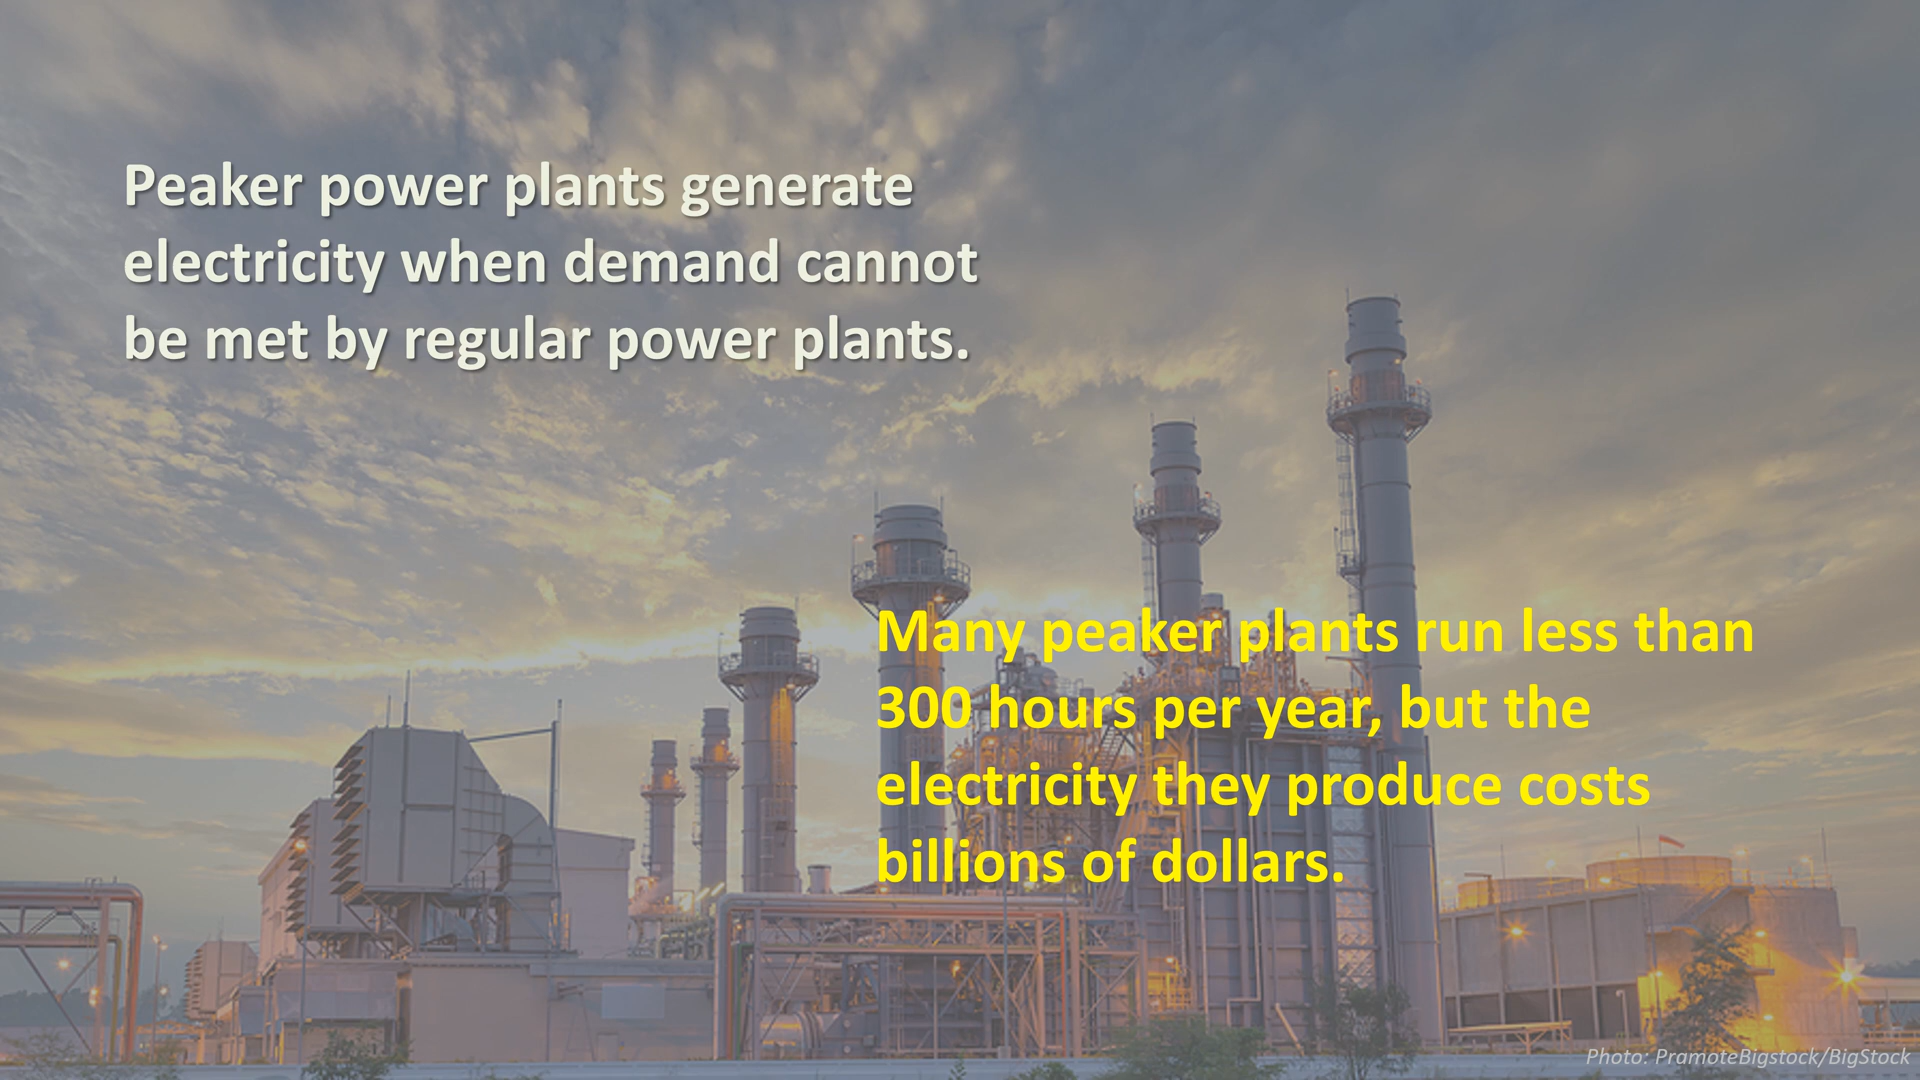 Peaker power plants generate
electricity when demand cannot
be met by regular power plants.
Many peaker plants run less than
300 hours per year, but the
electricity they produce costs
billions of dollars.
Photo: PramoteBigstock/BigStock